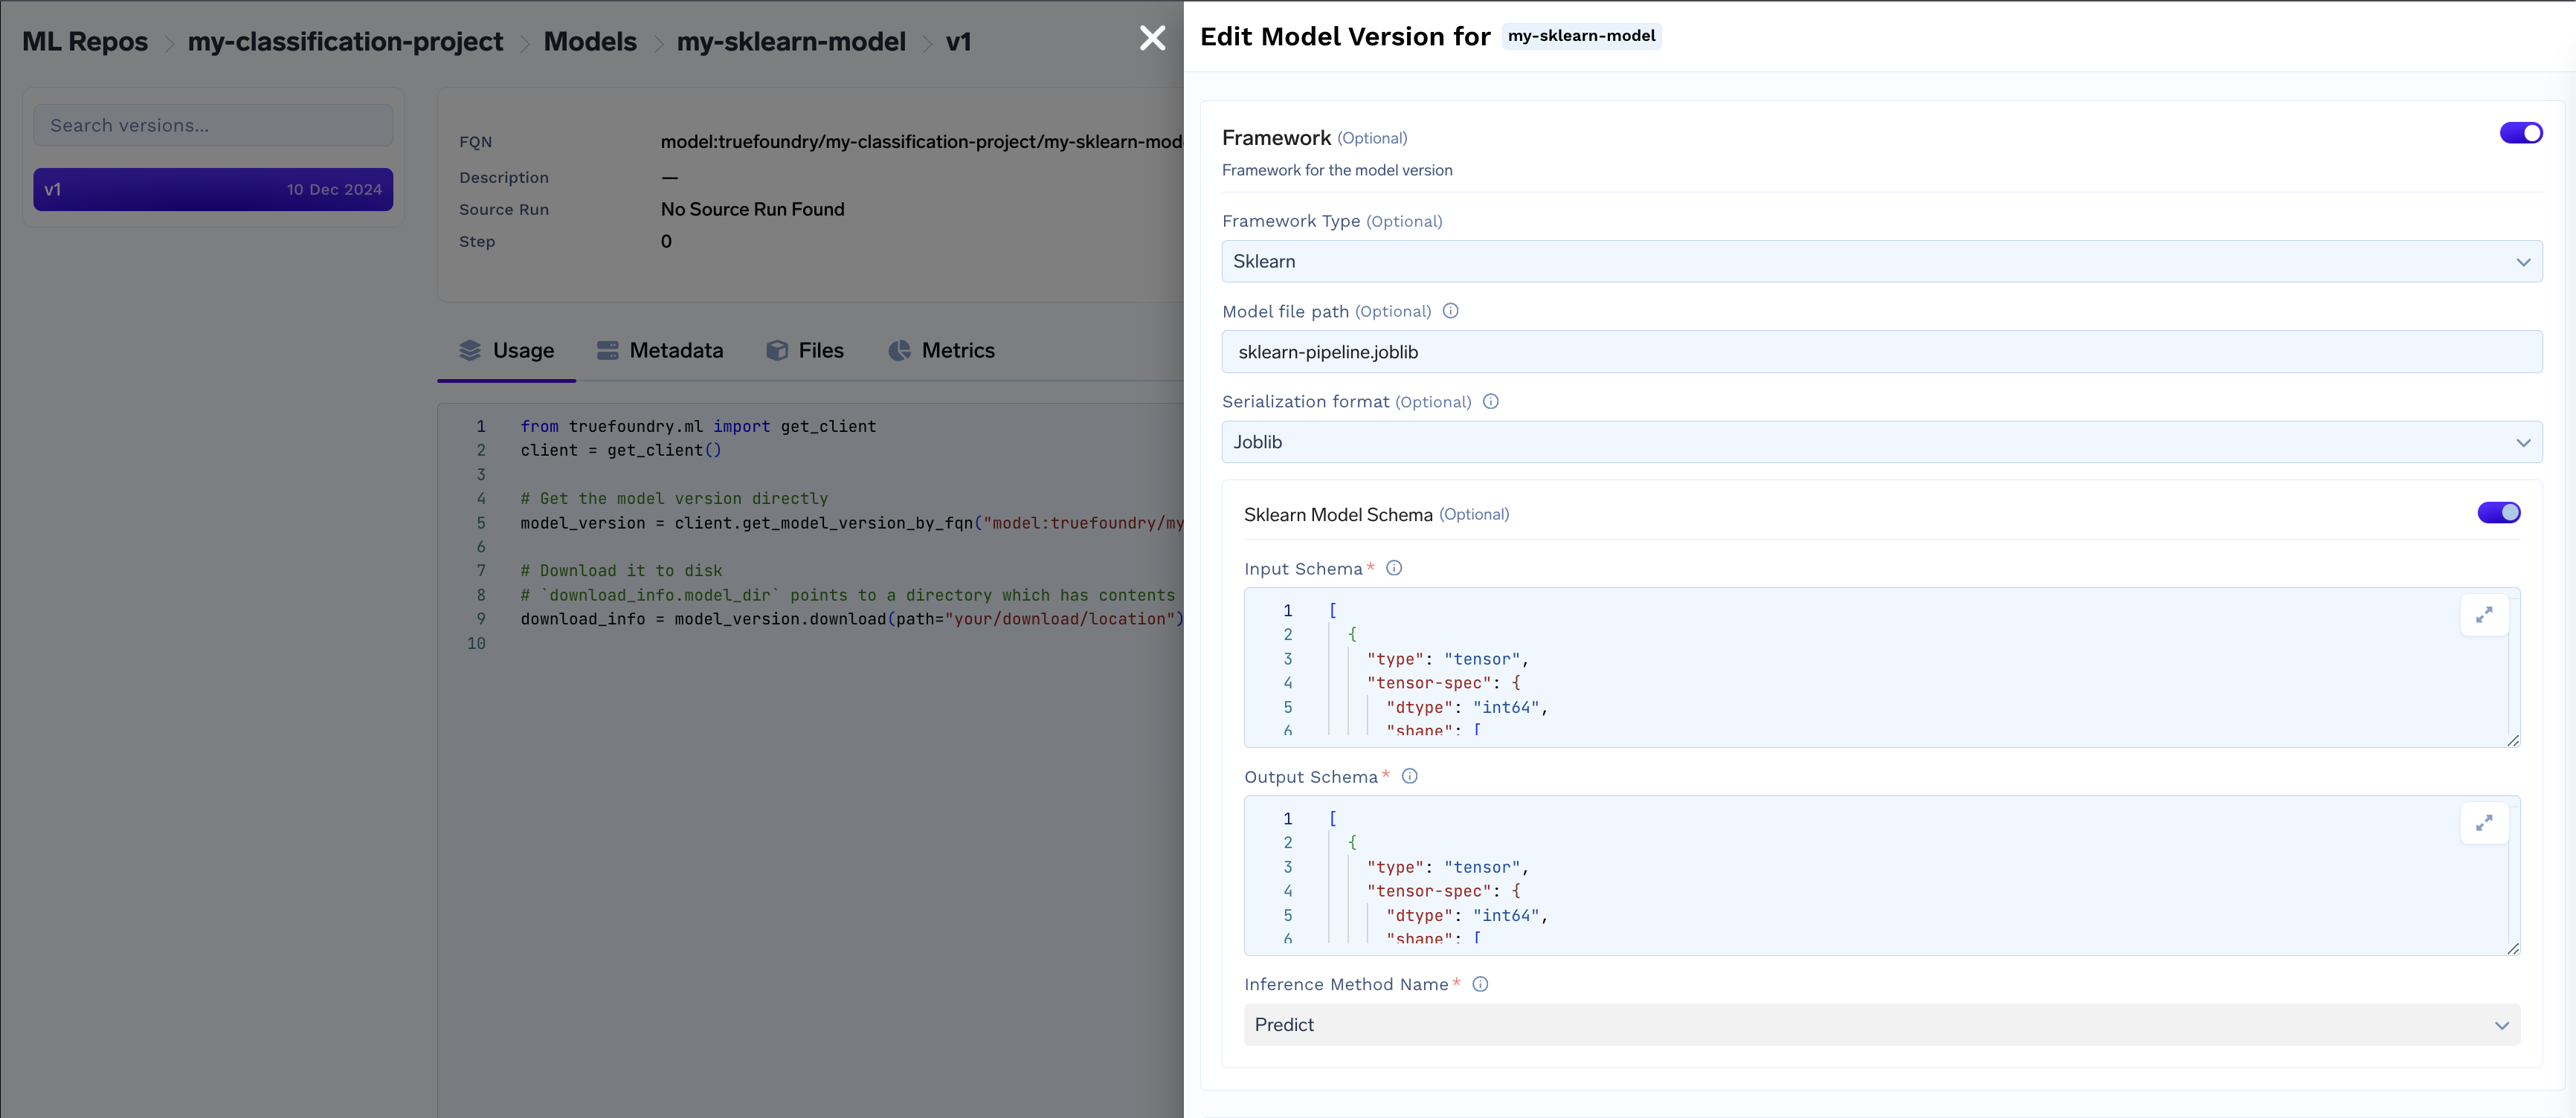 ML Repos > my-classification-project > Models > my-sklearn-model > v1
Search versions...
v1 10 Dec 2024
FQN model:truefoundry/my-classification-project/my-sklearn-mod
Description —
Source Run No Source Run Found
Step 0
Usage Metadata Files Metrics
1 from truefoundry.ml import get_client
2 client = get_client()
3
4 # Get the model version directly
5 model_version = client.get_model_version_by_fqn("model:truefoundry/my
6
7 # Download it to disk
8 # `download_info.model_dir` points to a directory which has contents
9 download_info = model_version.download(path="your/download/location")
10
Edit Model Version for my-sklearn-model
Framework (Optional)
Framework for the model version
Framework Type (Optional)
Sklearn
Model file path (Optional)
sklearn-pipeline.joblib
Serialization format (Optional)
Joblib
Sklearn Model Schema (Optional)
Input Schema*
1 [
2 {
3 "type": "tensor",
4 "tensor-spec": {
5 "dtype": "int64",
6 "shape": [
Output Schema*
1 [
2 {
3 "type": "tensor",
4 "tensor-spec": {
5 "dtype": "int64",
6 "shape": [
Inference Method Name*
Predict